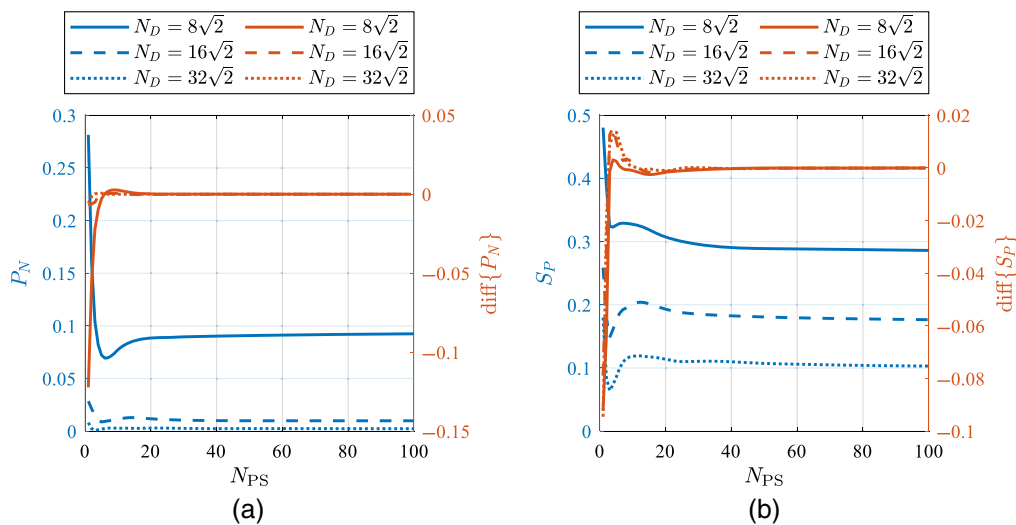 N_D = 8√2 N_D = 8√2
N_D = 16√2 N_D = 16√2
N_D = 32√2 N_D = 32√2
0.3
0.25
0.2
0.15
0.1
0.05
0
P_N
0.05
0
−0.05
−0.1
−0.15
diff{P_N}
0 20 40 60 80 100
N_PS
(a)
N_D = 8√2 N_D = 8√2
N_D = 16√2 N_D = 16√2
N_D = 32√2 N_D = 32√2
0.5
0.4
0.3
0.2
0.1
0
S_P
0.02
0
−0.02
−0.04
−0.06
−0.08
−0.1
diff{S_P}
0 20 40 60 80 100
N_PS
(b)